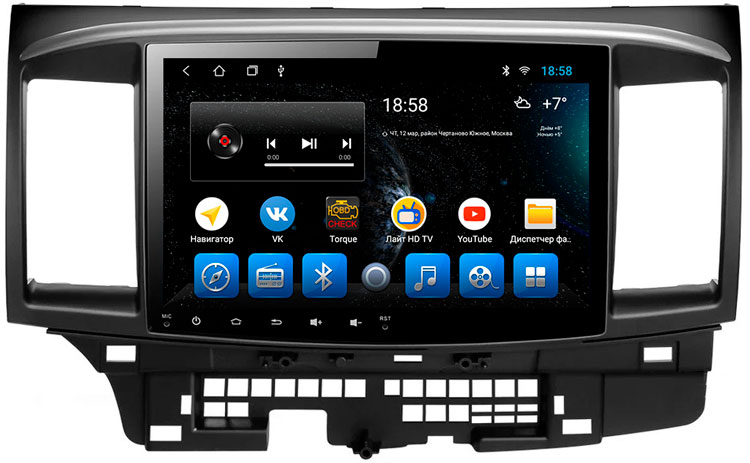 18:58
18:58
+7°
ЧТ, 12 мар, район Чертаново Южное, Москва
Днём +8°
Ночью +5°
0:00
0:00
OBD
CHECK
Навигатор
VK
Torque
Лайт HD TV
YouTube
Диспетчер фа..
MIC
RST